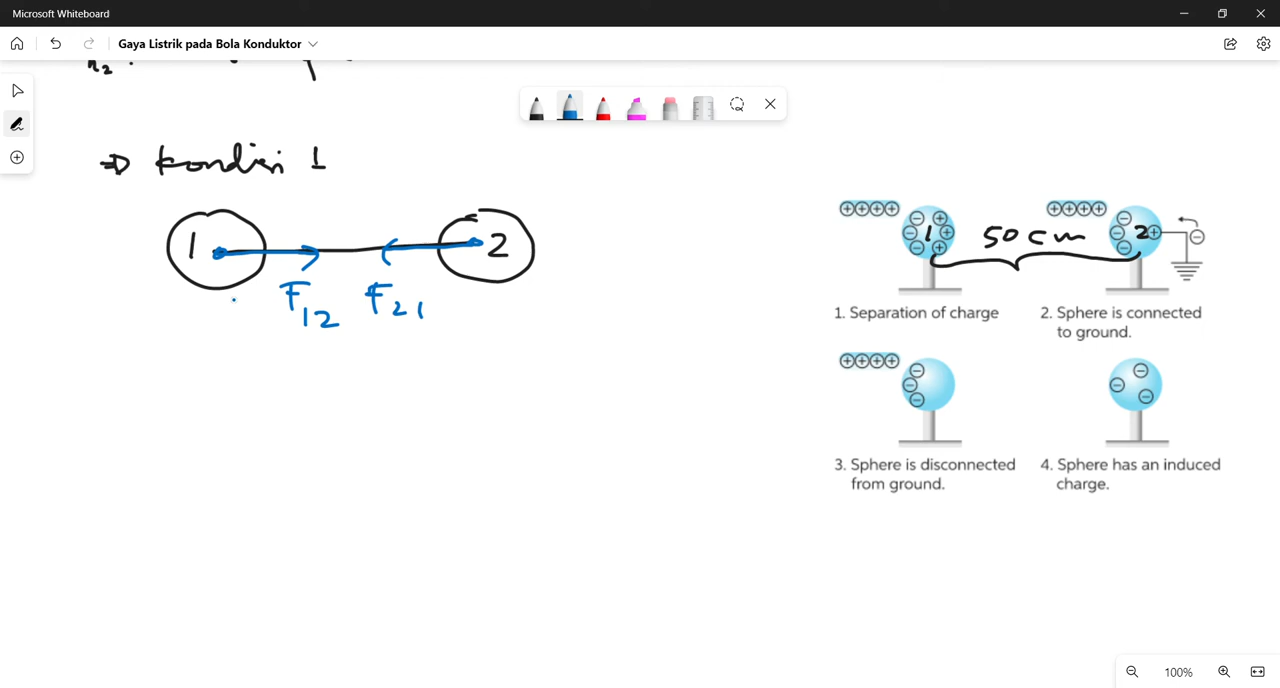 Microsoft Whiteboard
Gaya Listrik pada Bola Konduktor
⇒ Kondisi 1
1
2
F12
F21
1
50 cm
2
1. Separation of charge
2. Sphere is connected
to ground.
3. Sphere is disconnected
from ground.
4. Sphere has an induced
charge.
100%